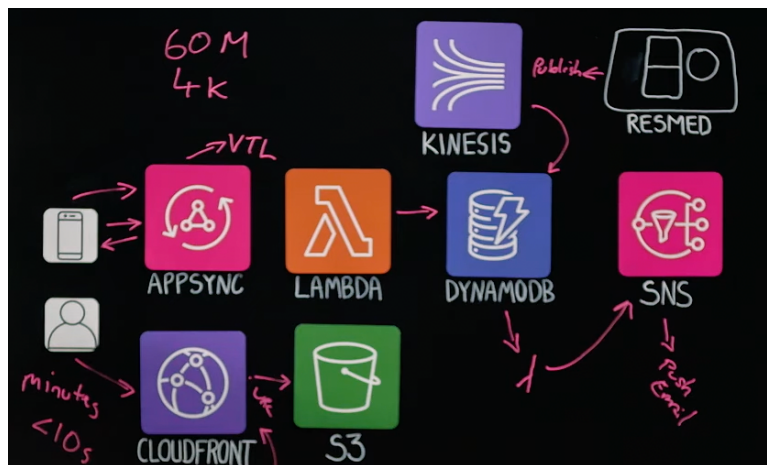 60M
4K
Publish
KINESIS
RESMED
VTL
APPSYNC
LAMBDA
DYNAMODB
SNS
λ
Push
Email
minutes
<10s
CLOUDFRONT
S3